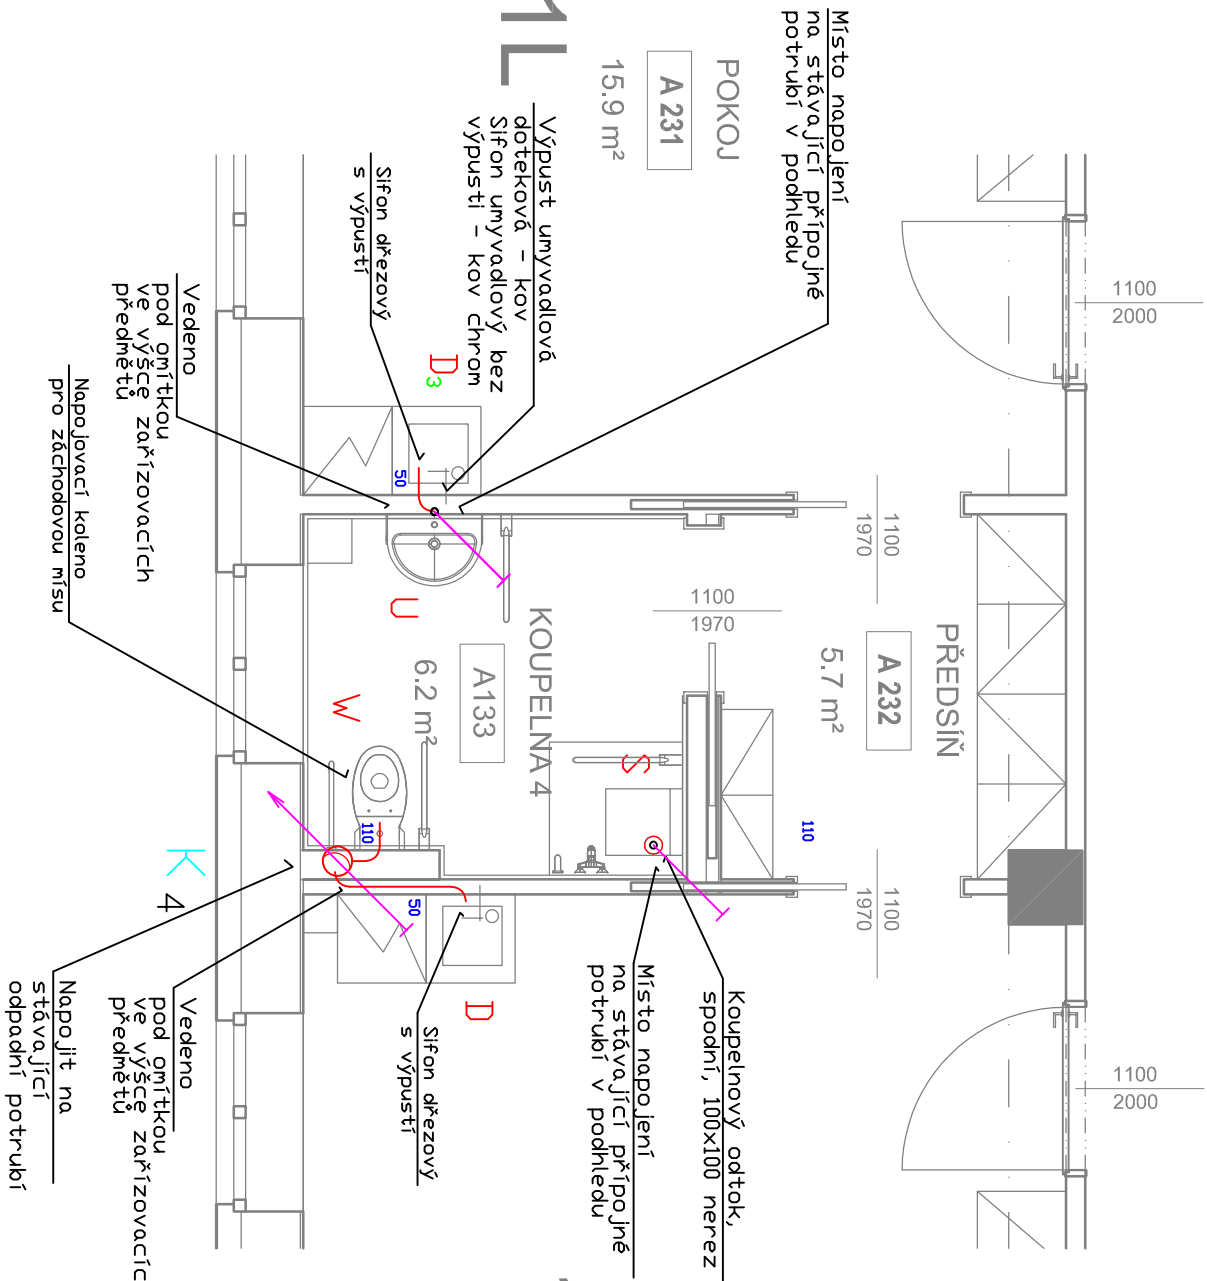 1L
POKOJ
A 231
15.9 m²
Místo napojení
na stávající přípojné
potrubí v podhledu
Výpust umyvadlová
doteková - kov
Sifon umyvadlový bez
výpusti - kov chrom
Sifon dřezový
s výpustí
Vedeno
pod omítkou
ve výšce zařízovacích
předmětů
Napojovací koleno
pro záchodovou mísu
D3
50
U
W
S
1100
2000
1100
1970
1100
1970
PŘEDSÍŇ
A 232
5.7 m²
KOUPELNA 4
A133
6.2 m²
110
110
K 4
50
D
1100
1970
1100
2000
Koupelnový odtok,
spodní, 100x100 nerez
Místo napojení
na stávající přípojné
potrubí v podhledu
Sifon dřezový
s výpustí
Vedeno
pod omítkou
ve výšce zařízovacíc
předmětů
Napojit na
stávající
odpadní potrubí